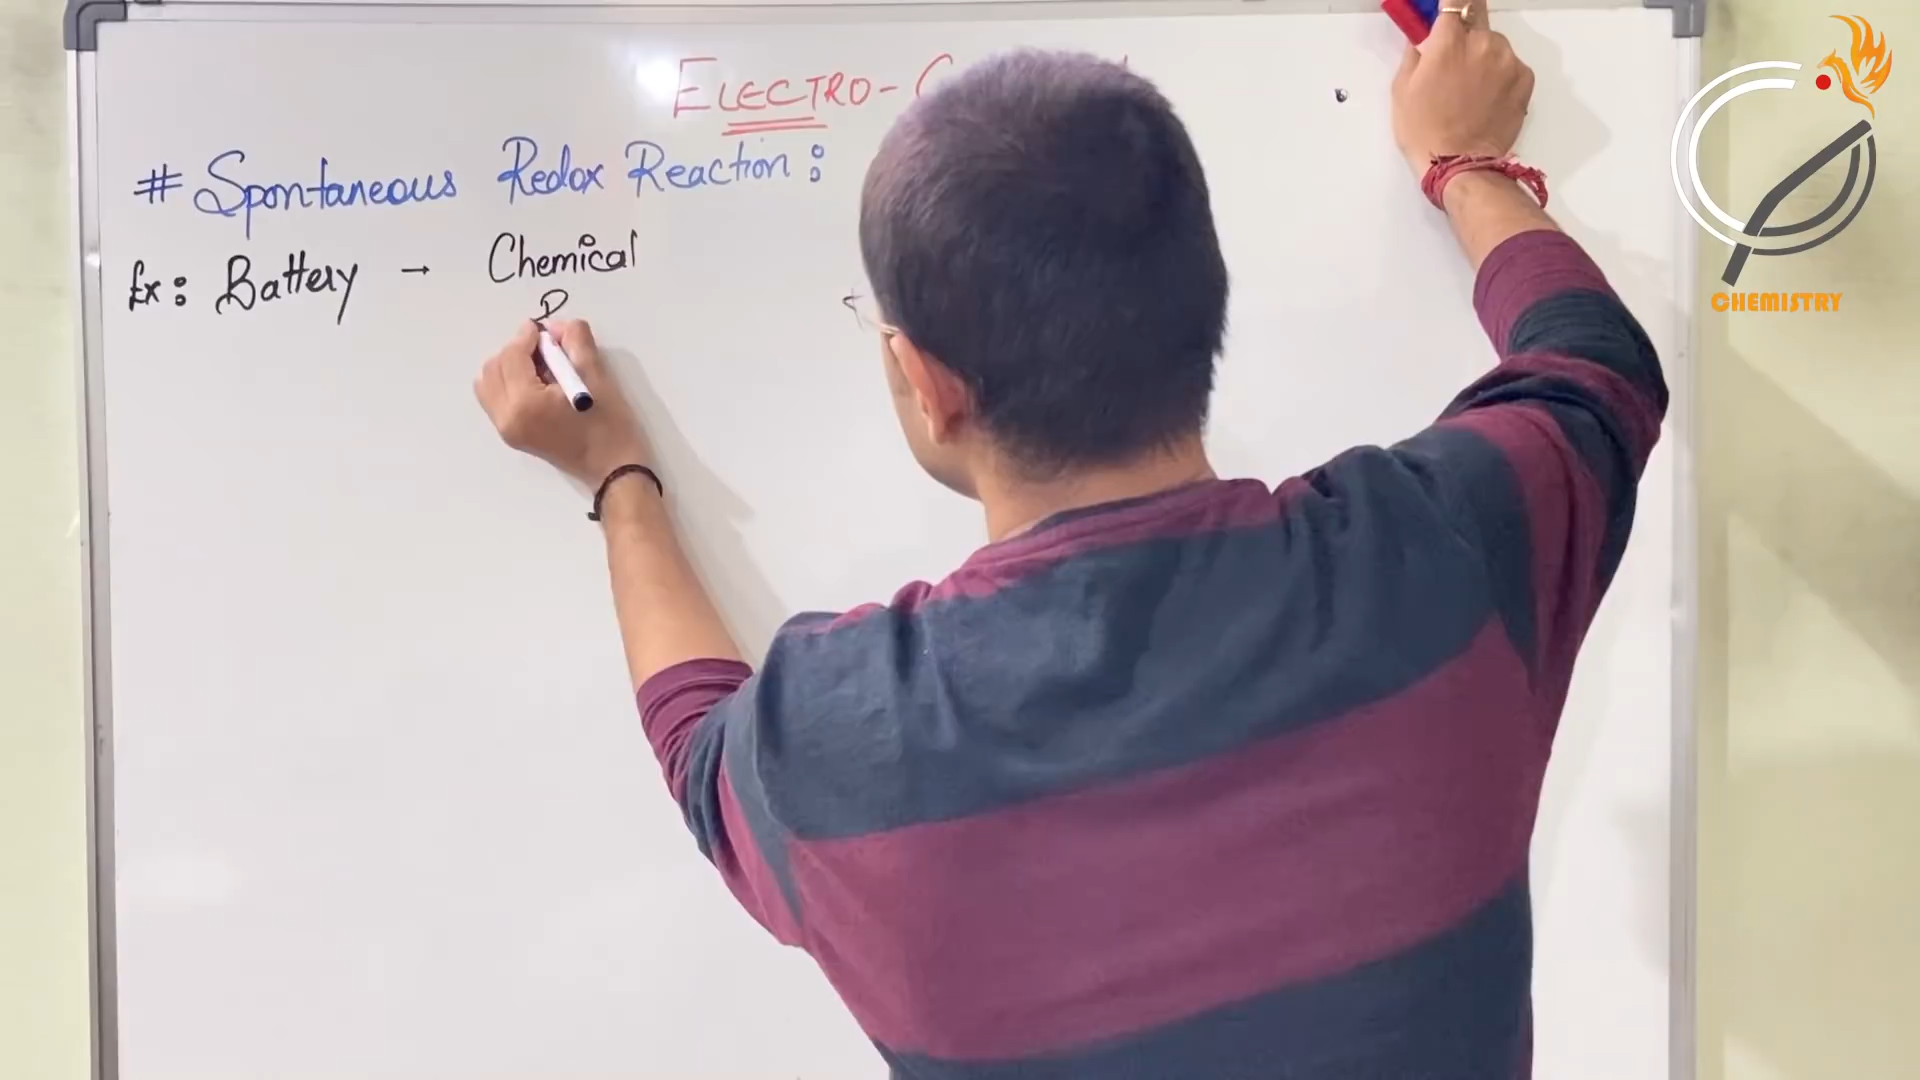 ELECTRO-
# Spontaneous Redox Reaction :
Ex : Battery → Chemical
CHEMISTRY